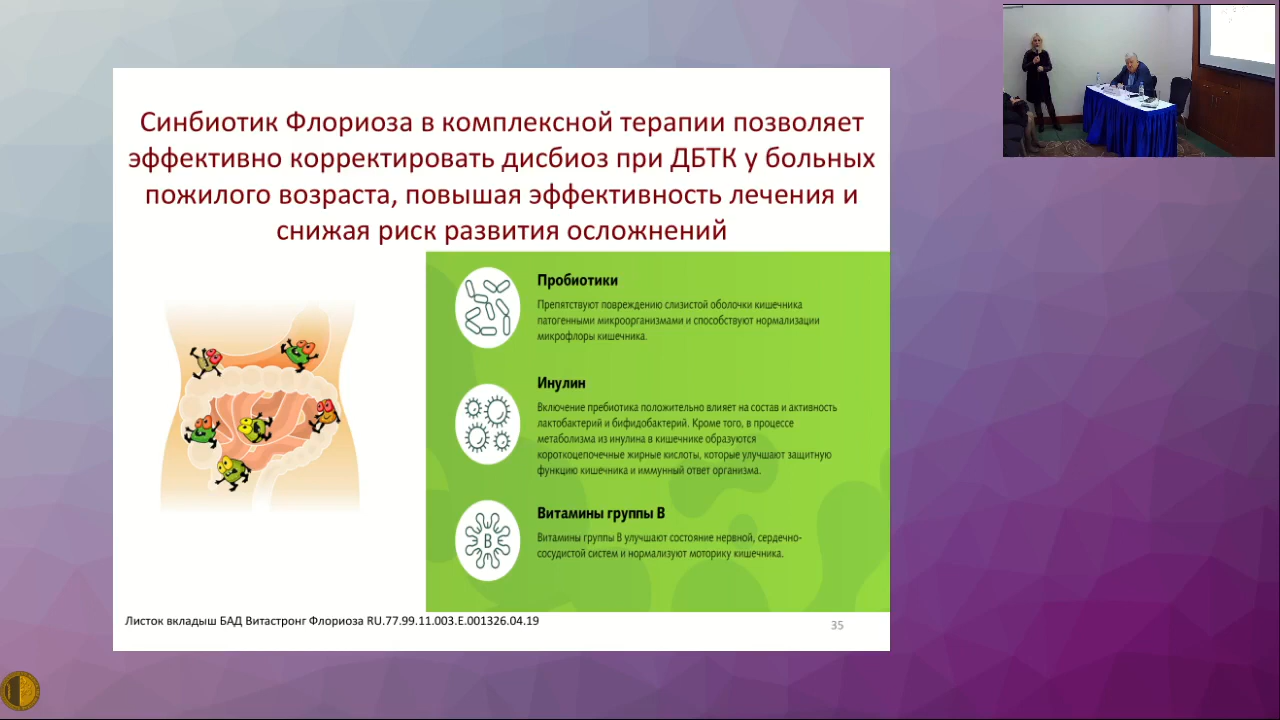 Синбиотик Флориоза в комплексной терапии позволяет
эффективно корректировать дисбиоз при ДБТК у больных
пожилого возраста, повышая эффективность лечения и
снижая риск развития осложнений
Пробиотики
Препятствуют повреждению слизистой оболочки кишечника
патогенными микроорганизмами и способствуют нормализации
микрофлоры кишечника.
Инулин
Включение пребиотика положительно влияет на состав и активность
лактобактерий и бифидобактерий. Кроме того, в процессе
метаболизма из инулина в кишечнике образуются
короткоцепочечные жирные кислоты, которые улучшают защитную
функцию кишечника и иммунный ответ организма.
B
Витамины группы В
Витамины группы В улучшают состояние нервной, сердечно-
сосудистой систем и нормализуют моторику кишечника.
Листок вкладыш БАД Витастронг Флориоза RU.77.99.11.003.E.001326.04.19
35